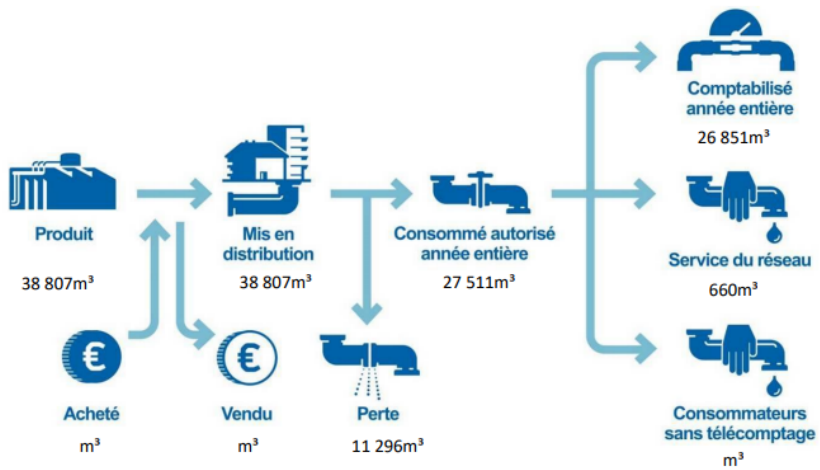 Comptabilisé
année entière
26 851m³
Produit
38 807m³
Mis en
distribution
38 807m³
Consommé autorisé
année entière
27 511m³
Service du réseau
660m³
€
Acheté
m³
€
Vendu
m³
Perte
11 296m³
Consommateurs
sans télécomptage
m³